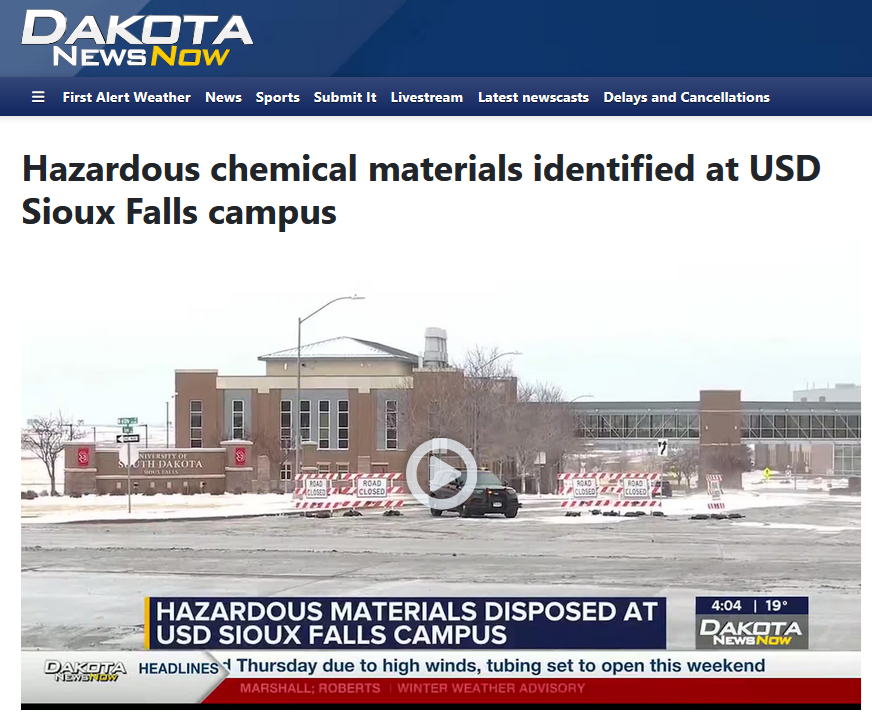 DAKOTA
NEWS NOW
☰ First Alert Weather News Sports Submit It Livestream Latest newscasts Delays and Cancellations
Hazardous chemical materials identified at USD
Sioux Falls campus
UNIVERSITY OF
SOUTH DAKOTA
SIOUX FALLS
ROAD
CLOSED
ROAD
CLOSED
ROAD
CLOSED
ROAD
CLOSED
HAZARDOUS MATERIALS DISPOSED AT
USD SIOUX FALLS CAMPUS
4:04 | 19°
DAKOTA
NEWS NOW
DAKOTA
NEWS NOW
HEADLINES
d Thursday due to high winds, tubing set to open this weekend
MARSHALL; ROBERTS | WINTER WEATHER ADVISORY